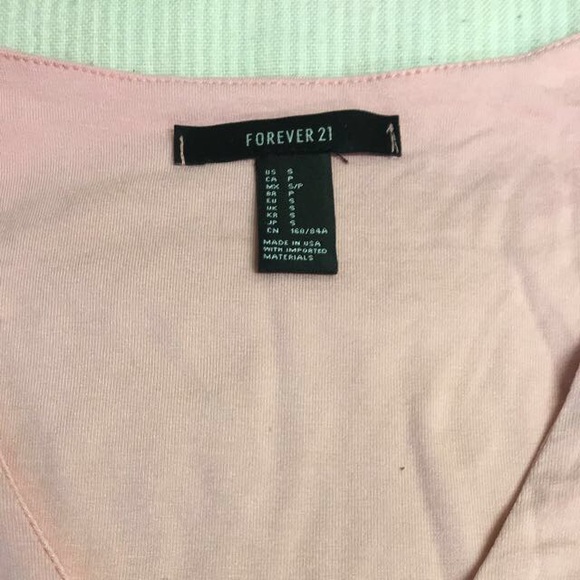 FOREVER 21
US S
CA P
MX S/P
BR P
EU S
UK S
KR S
JP S
CN 160/84A
MADE IN USA
WITH IMPORTED
MATERIALS